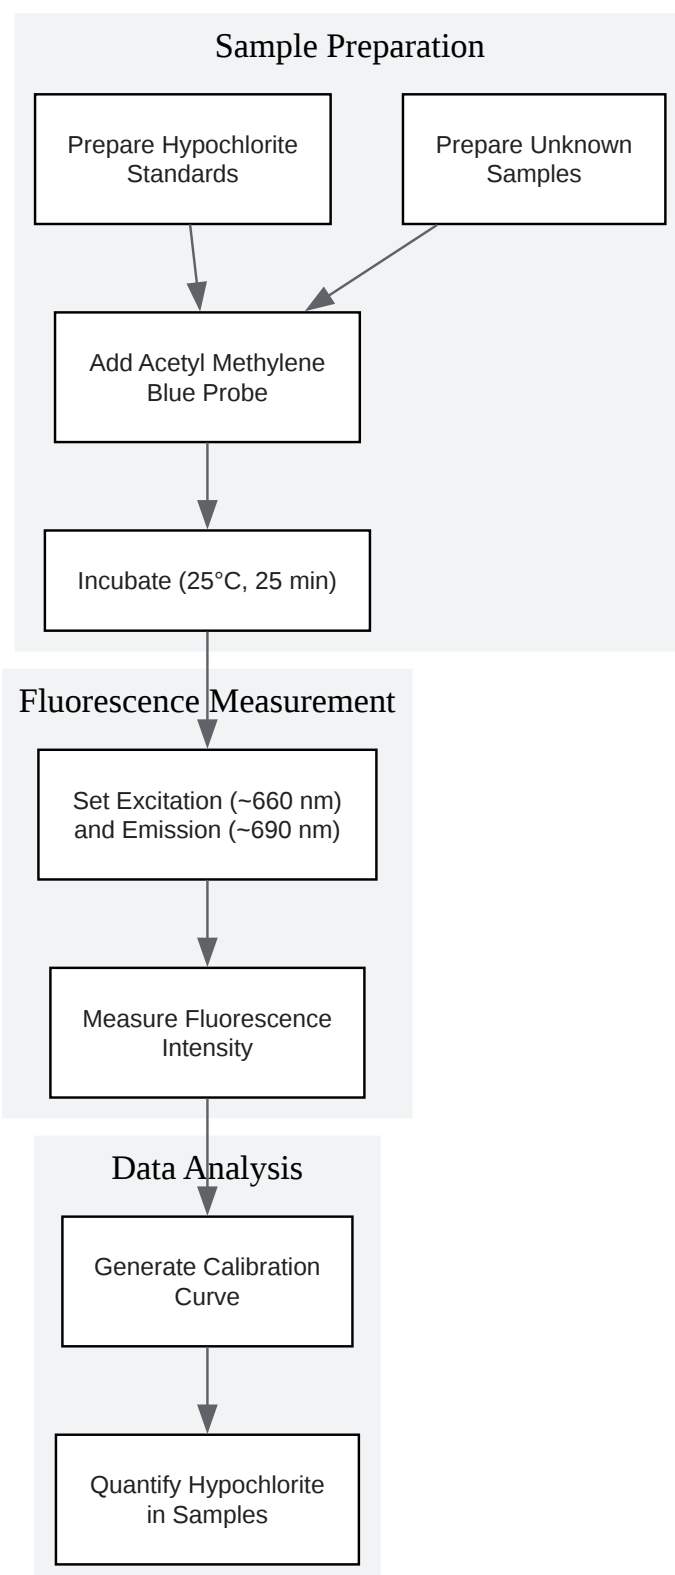 Sample Preparation
Prepare Hypochlorite
Standards
Prepare Unknown
Samples
Add Acetyl Methylene
Blue Probe
Incubate (25°C, 25 min)
Fluorescence Measurement
Set Excitation (~660 nm)
and Emission (~690 nm)
Measure Fluorescence
Intensity
Data Analysis
Generate Calibration
Curve
Quantify Hypochlorite
in Samples